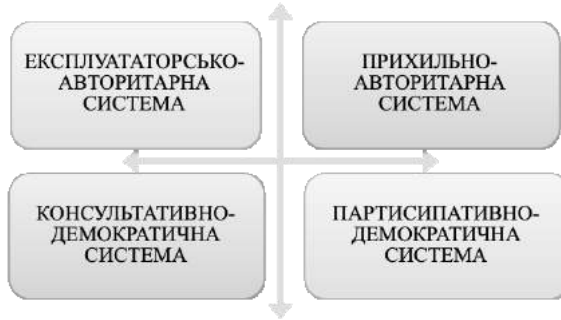 ЕКСПЛУАТАТОРСЬКО-
АВТОРИТАРНА
СИСТЕМА
ПРИХИЛЬНО-
АВТОРИТАРНА
СИСТЕМА
КОНСУЛЬТАТИВНО-
ДЕМОКРАТИЧНА
СИСТЕМА
ПАРТИСИПАТИВНО-
ДЕМОКРАТИЧНА
СИСТЕМА